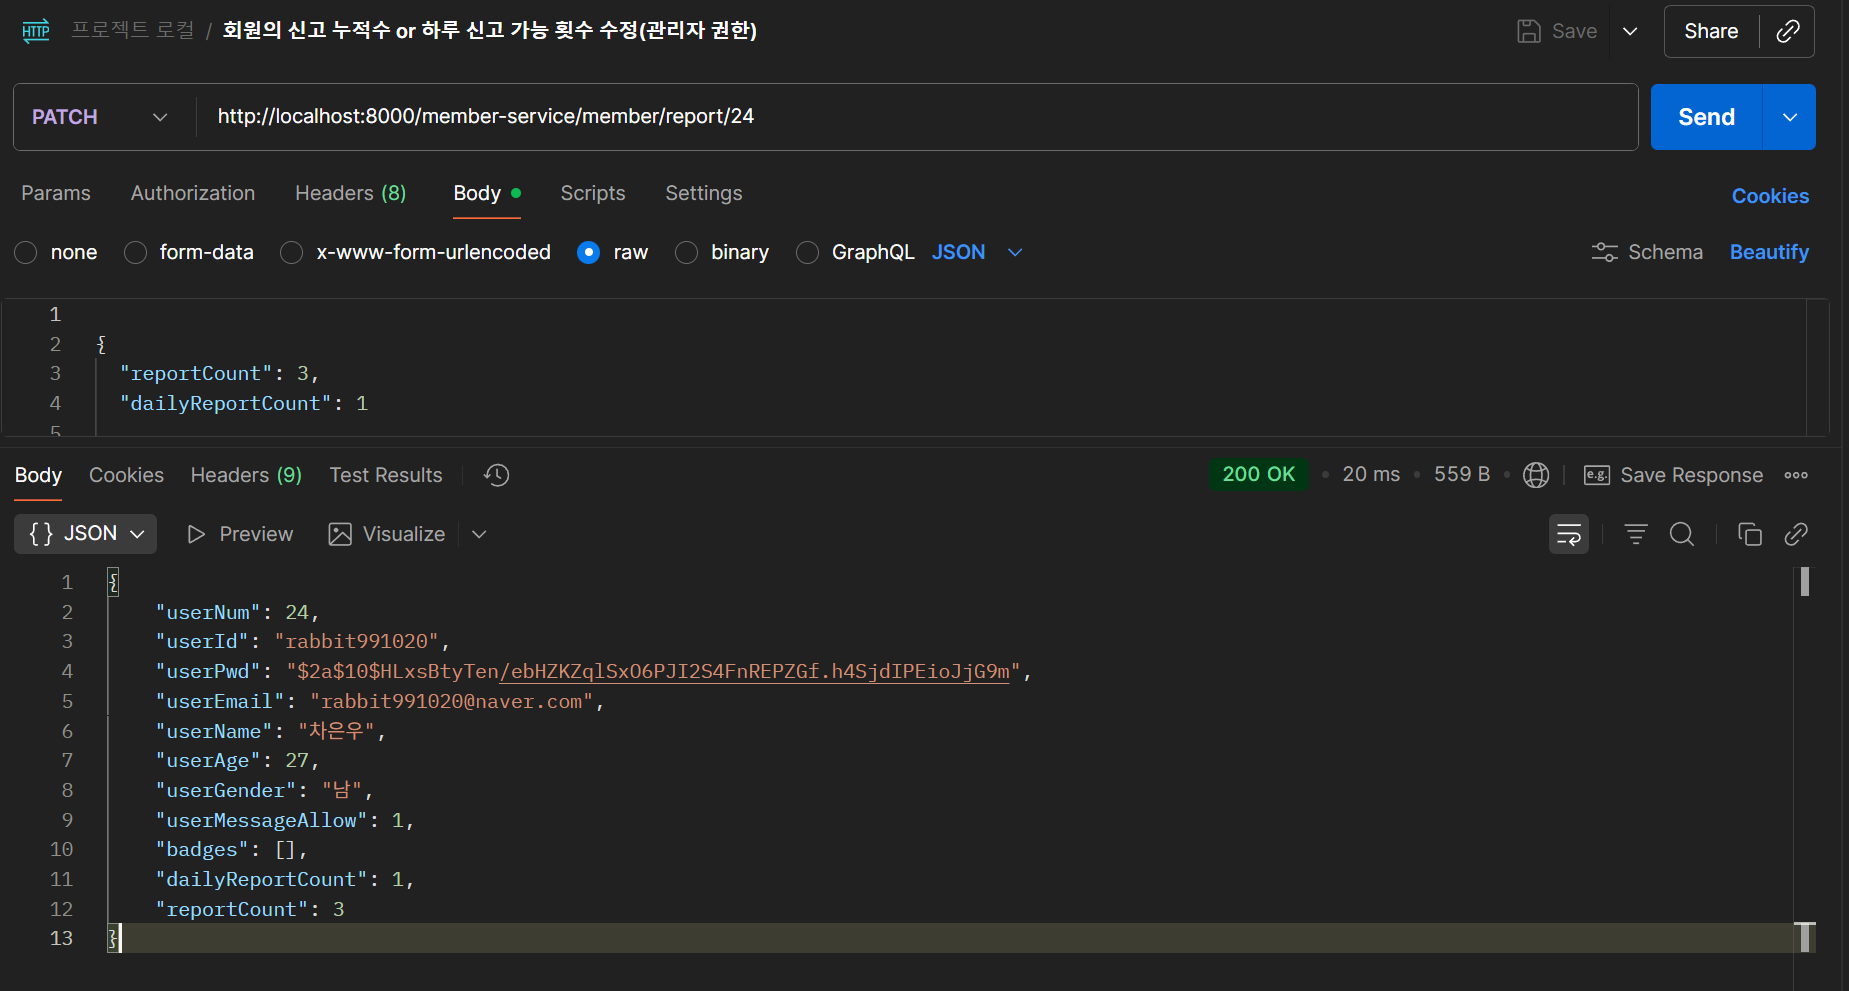 HTTP 프로젝트 로컬 / 회원의 신고 누적수 or 하루 신고 가능 횟수 수정(관리자 권한) Save Share
PATCH http://localhost:8000/member-service/member/report/24 Send
Params Authorization Headers (8) Body Scripts Settings Cookies
none form-data x-www-form-urlencoded raw binary GraphQL JSON Schema Beautify
1
2 {
3 "reportCount": 3,
4 "dailyReportCount": 1
5
Body Cookies Headers (9) Test Results 200 OK 20 ms 559 B e.g. Save Response
{} JSON Preview Visualize
1 {
2 "userNum": 24,
3 "userId": "rabbit991020",
4 "userPwd": "$2a$10$HLxsBtyTen/ebHZKZqlSxO6PJI2S4FnREPZGf.h4SjdIPEioJjG9m",
5 "userEmail": "rabbit991020@naver.com",
6 "userName": "차은우",
7 "userAge": 27,
8 "userGender": "남",
9 "userMessageAllow": 1,
10 "badges": [],
11 "dailyReportCount": 1,
12 "reportCount": 3
13 }